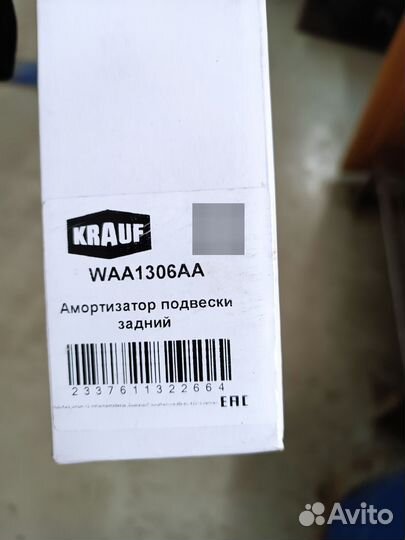 KRAUF
WAA1306AA
Амортизатор подвески
задний
2337611322664
EAC
Avito